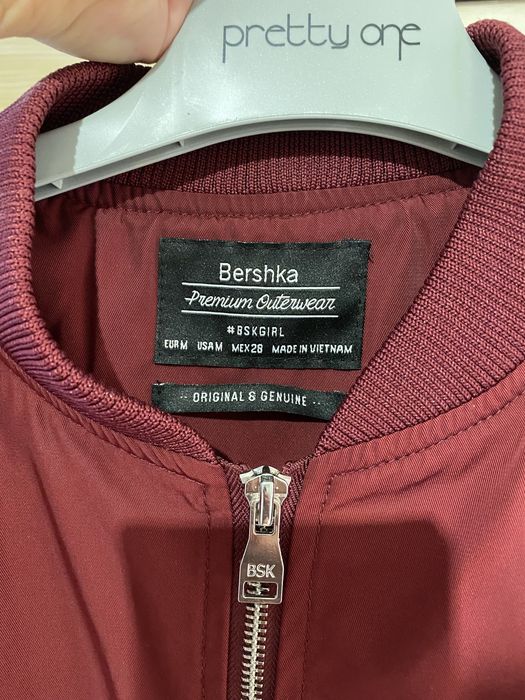 pretty one
Bershka
Premium Outerwear
#BSKGIRL
EUR M USA M MEX 28 MADE IN VIETNAM
ORIGINAL & GENUINE
BSK